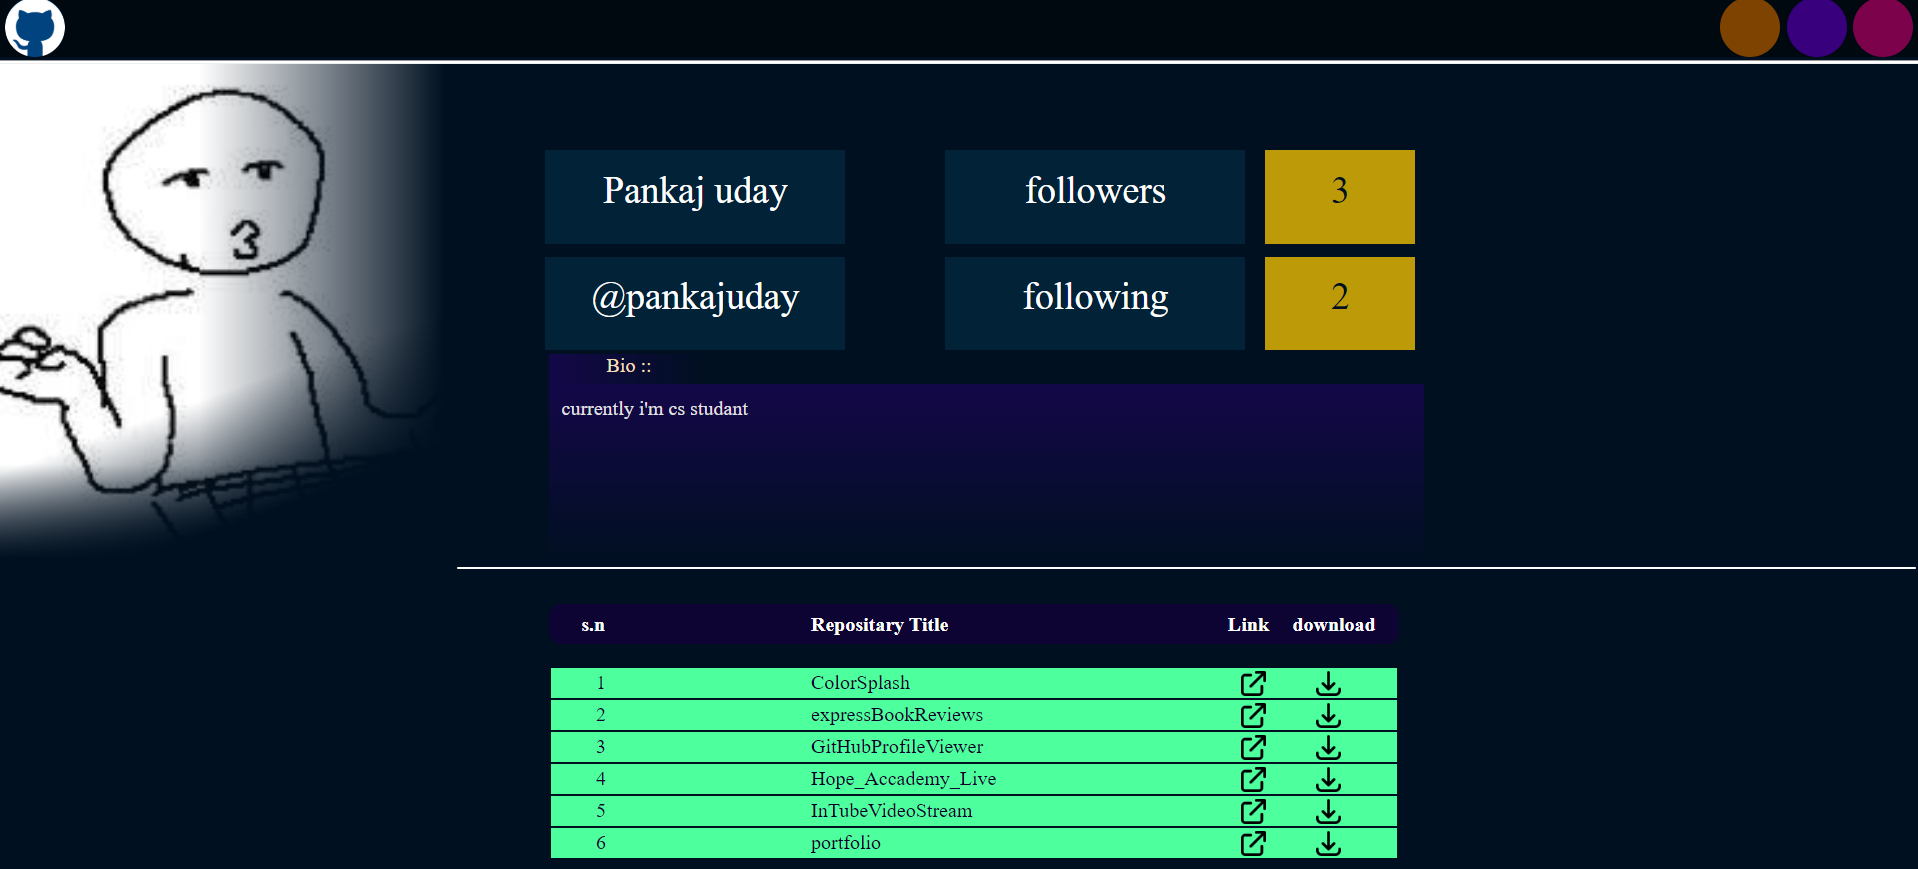 Pankaj uday followers 3
@pankajuday following 2
Bio ::
currently i'm cs studant
s.n Repositary Title Link download
1 ColorSplash
2 expressBookReviews
3 GitHubProfileViewer
4 Hope_Accademy_Live
5 InTubeVideoStream
6 portfolio